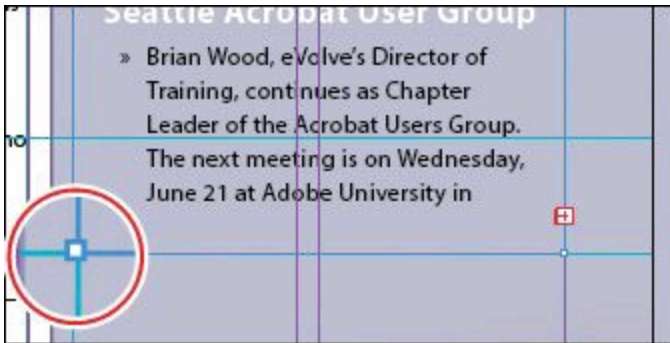 Seattle Acrobat User Group
» Brian Wood, eVolve's Director of
Training, continues as Chapter
Leader of the Acrobat Users Group.
The next meeting is on Wednesday,
June 21 at Adobe University in